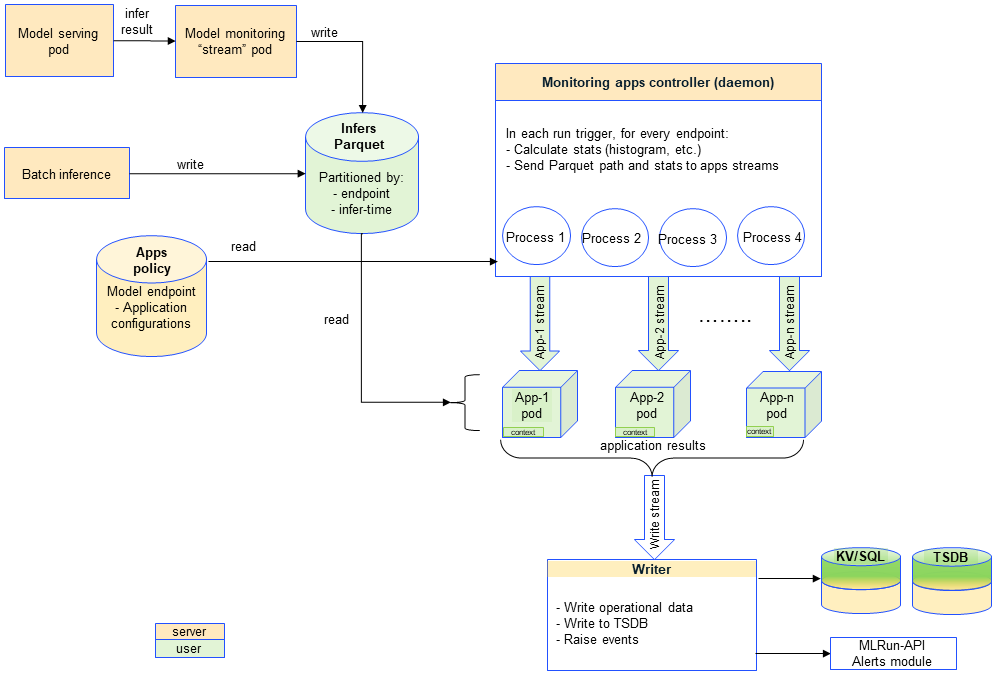 infer
result
Model serving
pod
Model monitoring
“stream” pod
write
Monitoring apps controller (daemon)
In each run trigger, for every endpoint:
- Calculate stats (histogram, etc.)
- Send Parquet path and stats to apps streams
Infers
Parquet
Partitioned by:
- endpoint
- infer-time
Batch inference
write
Process 1
Process 2
Process 3
Process 4
read
Apps
policy
Model endpoint
- Application
configurations
read
App-1 stream
App-2 stream
........
App-n stream
App-1
pod
context
App-2
pod
context
App-n
pod
context
application results
Write stream
Writer
- Write operational data
- Write to TSDB
- Raise events
KV/SQL
TSDB
MLRun-API
Alerts module
server
user